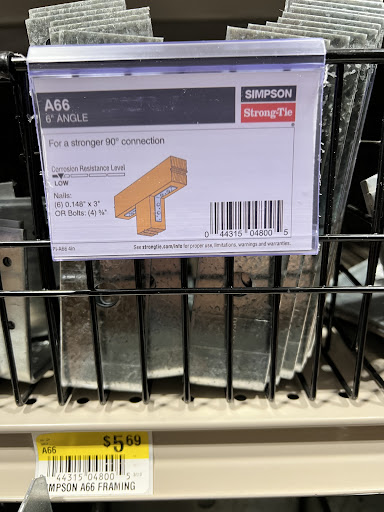 A66
6" ANGLE
SIMPSON
Strong-Tie
For a stronger 90° connection
Corrosion Resistance Level
LOW
Nails:
(6) 0.148" x 3"
OR Bolts: (4) ⅜"
0 44315 04800 5
See strongtie.com/info for proper use, limitations, warnings and warranties.
$5 69
A66
44315 04800 5
IMPSON A66 FRAMING